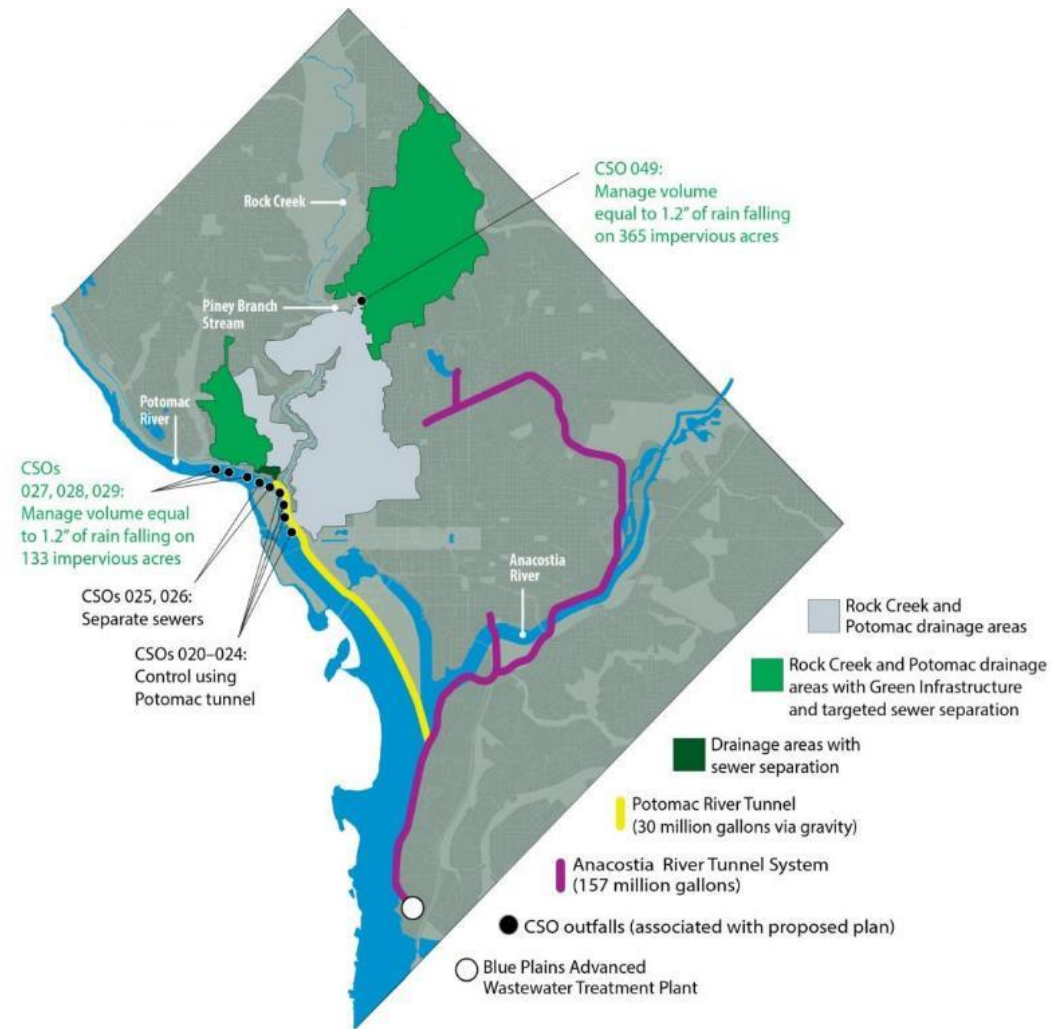 CSO 049:
Manage volume
equal to 1.2" of rain falling
on 365 impervious acres
Rock Creek
Piney Branch
Stream
Potomac
River
CSOs
027, 028, 029:
Manage volume equal
to 1.2" of rain falling on
133 impervious acres
CSOs 025, 026:
Separate sewers
CSOs 020–024:
Control using
Potomac tunnel
Anacostia
River
Rock Creek and
Potomac drainage areas
Rock Creek and Potomac drainage
areas with Green Infrastructure
and targeted sewer separation
Drainage areas with
sewer separation
Potomac River Tunnel
(30 million gallons via gravity)
Anacostia River Tunnel System
(157 million gallons)
CSO outfalls (associated with proposed plan)
Blue Plains Advanced
Wastewater Treatment Plant